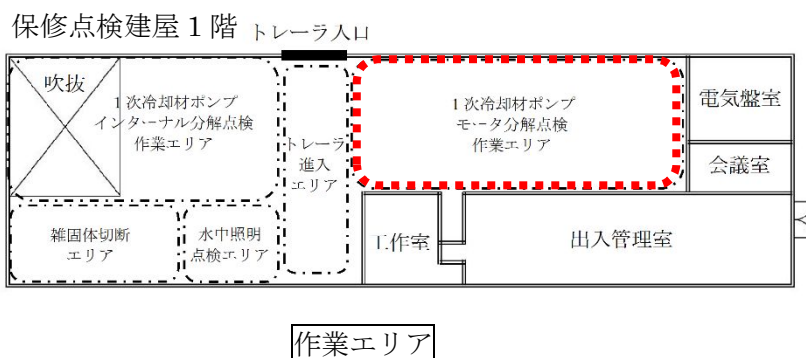 保修点検建屋1階
トレーラ入口
吹抜
1次冷却材ポンプ
インターナル分解点検
作業エリア
トレーラ
進入
エリア
1次冷却材ポンプ
モータ分解点検
作業エリア
電気盤室
会議室
雑固体切断
エリア
水中照明
点検エリア
工作室
出入管理室
作業エリア